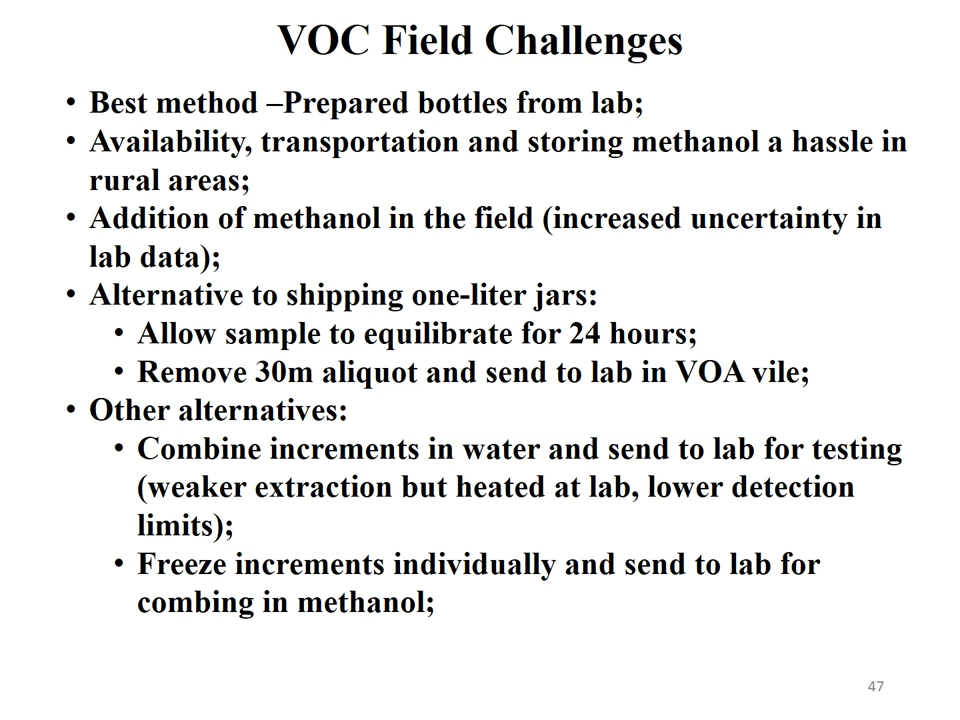 VOC Field Challenges
• Best method –Prepared bottles from lab;
• Availability, transportation and storing methanol a hassle in
rural areas;
• Addition of methanol in the field (increased uncertainty in
lab data);
• Alternative to shipping one-liter jars:
• Allow sample to equilibrate for 24 hours;
• Remove 30m aliquot and send to lab in VOA vile;
• Other alternatives:
• Combine increments in water and send to lab for testing
(weaker extraction but heated at lab, lower detection
limits);
• Freeze increments individually and send to lab for
combing in methanol;
47